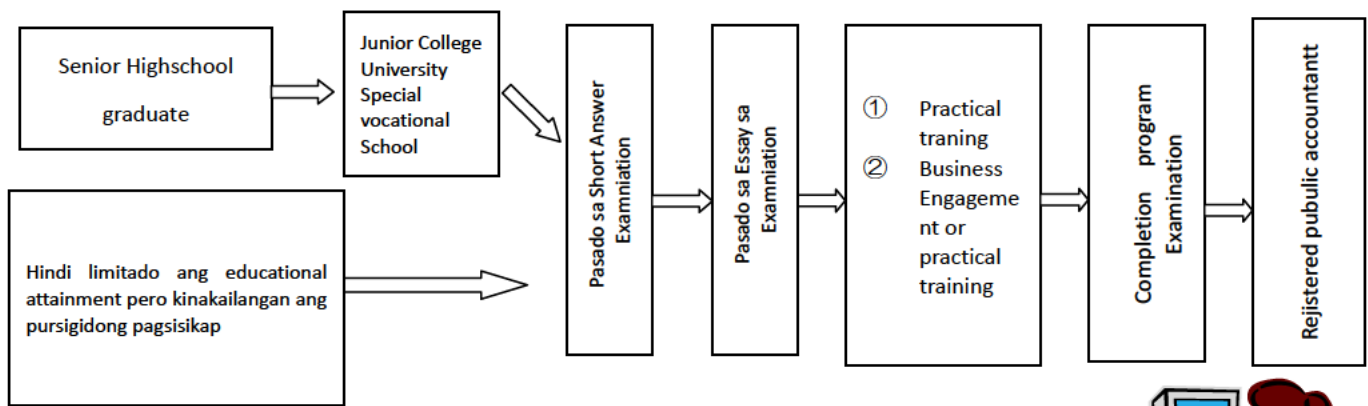 Senior Highschool
graduate
Junior College
University
Special
vocational
School
Hindi limitado ang educational
attainment pero kinakailangan ang
pursigidong pagsisikap
Pasado sa Short Answer
Examniation
Pasado sa Essay sa
Examniation
① Practical
traning
② Business
Engageme
nt or
practical
training
Completion program
Examination
Rejistered pubulic accountantt